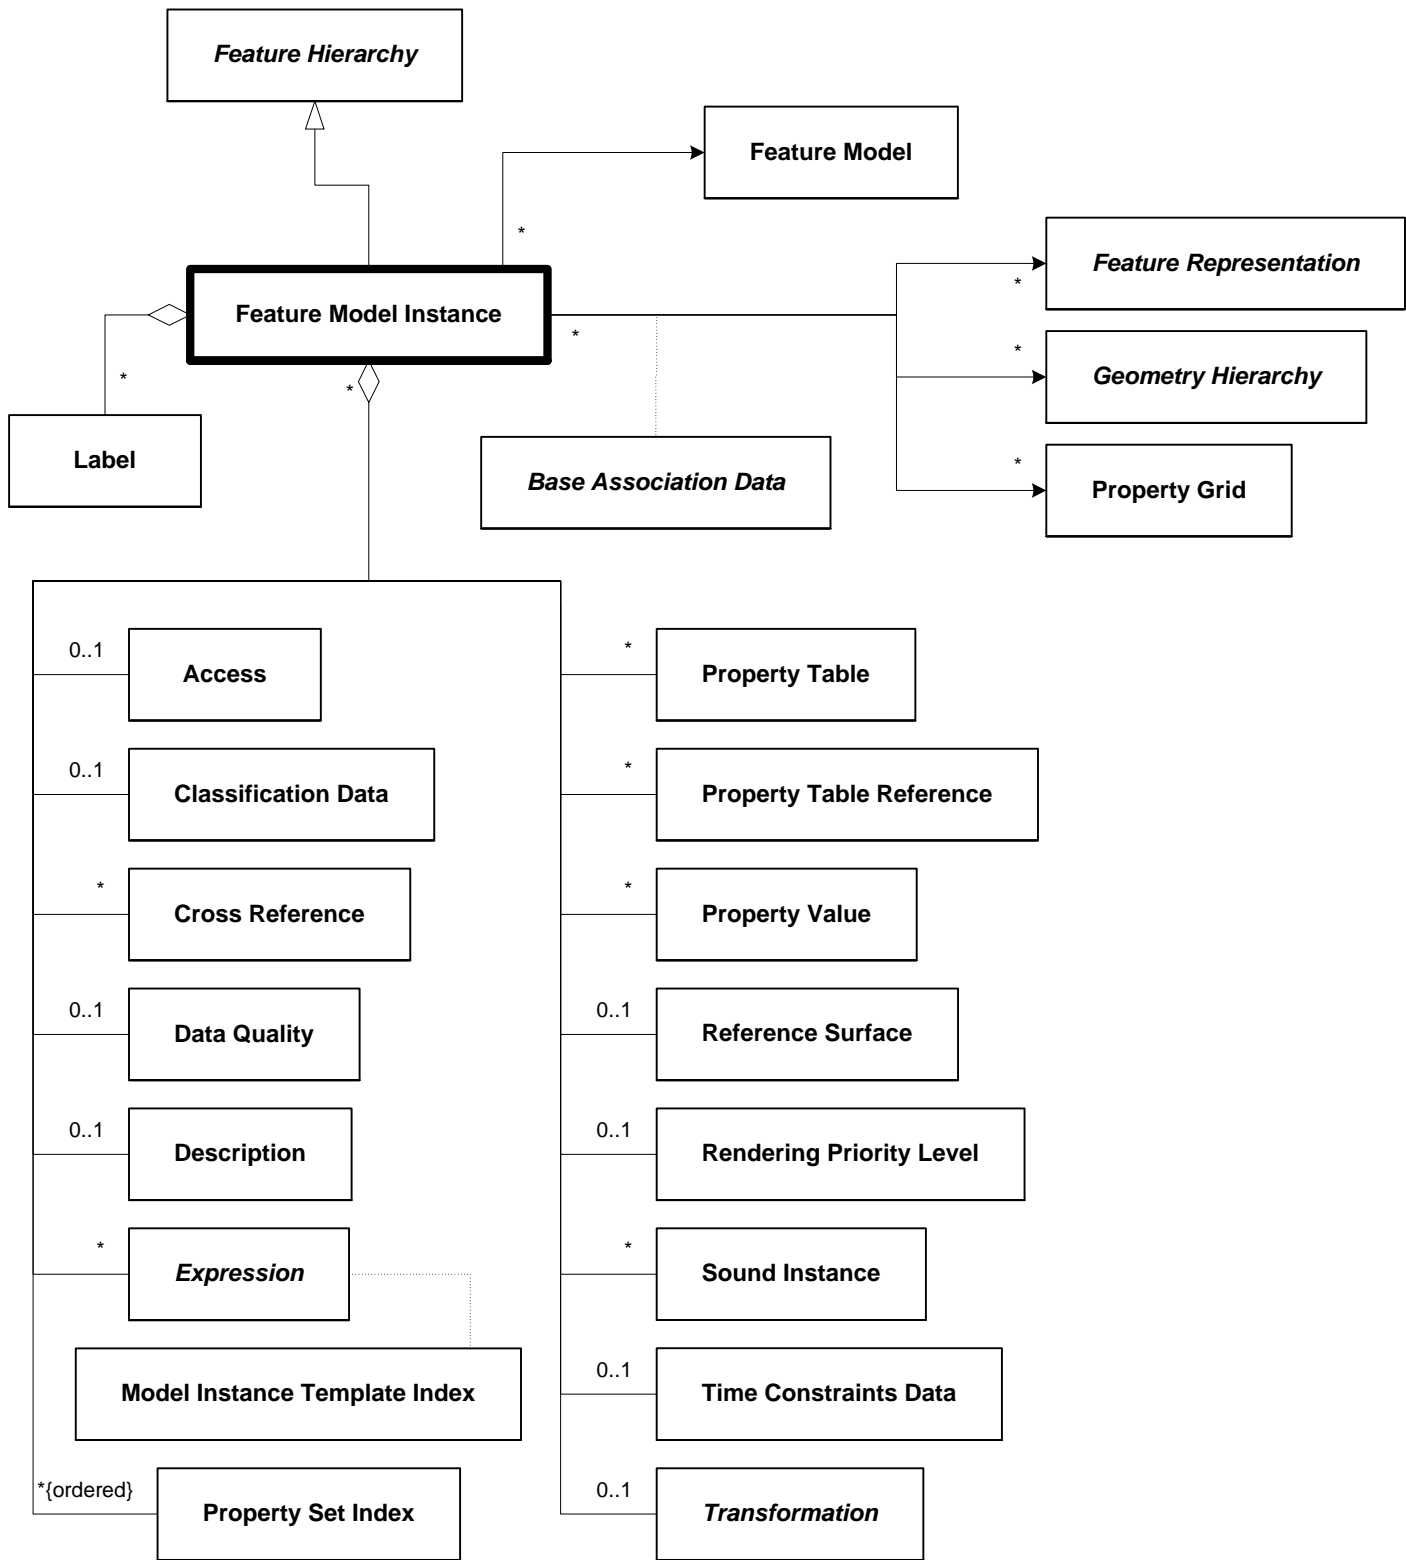 Feature Hierarchy
Feature Model
*
Feature Representation
*
Feature Model Instance
*
*
Geometry Hierarchy
*
*
Label
*
Property Grid
Base Association Data
0..1
Access
*
Property Table
0..1
Classification Data
*
Property Table Reference
*
Cross Reference
*
Property Value
0..1
Data Quality
0..1
Reference Surface
0..1
Description
0..1
Rendering Priority Level
*
Expression
*
Sound Instance
Model Instance Template Index
0..1
Time Constraints Data
*{ordered}
Property Set Index
0..1
Transformation